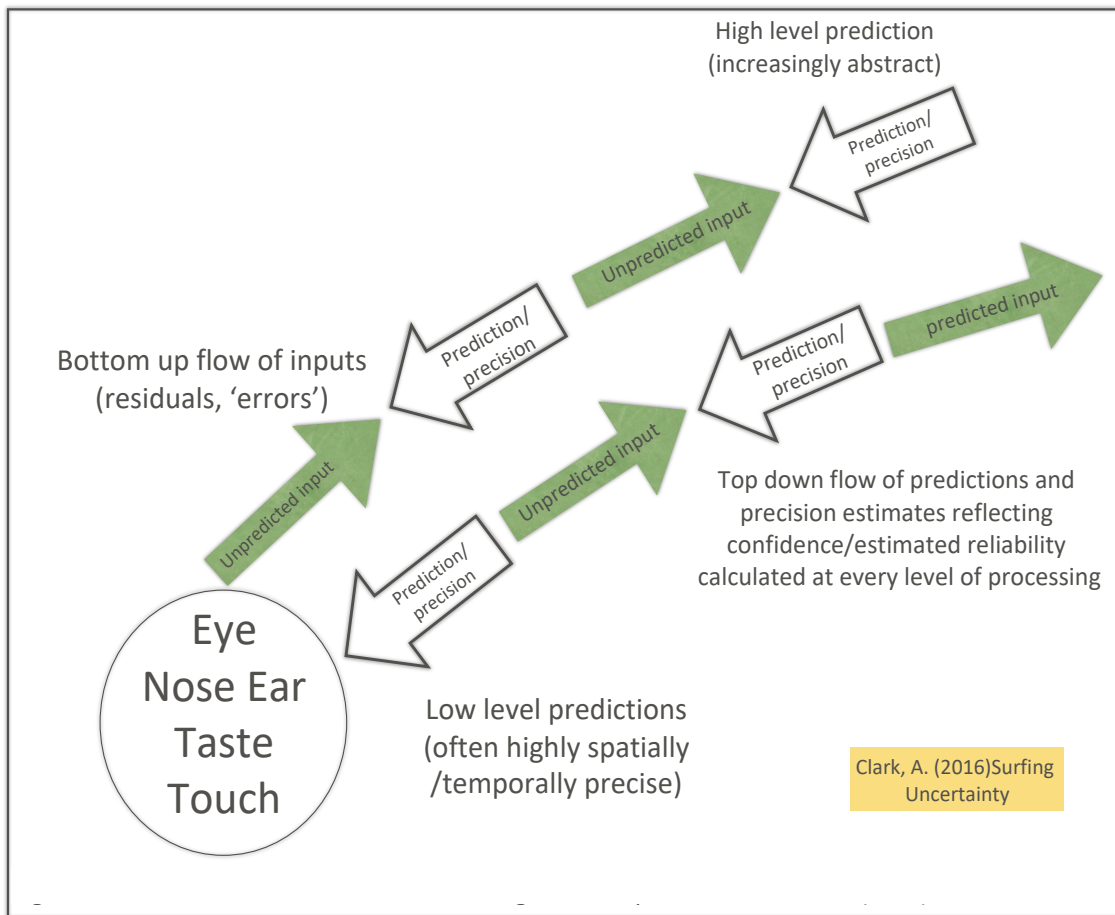 High level prediction
(increasingly abstract)
Prediction/
precision
Unpredicted input
predicted input
Prediction/
precision
Prediction/
precision
Bottom up flow of inputs
(residuals, ‘errors’)
Unpredicted input
Unpredicted input
Top down flow of predictions and
precision estimates reflecting
confidence/estimated reliability
calculated at every level of processing
Prediction/
precision
Eye
Nose Ear
Taste
Touch
Low level predictions
(often highly spatially
/temporally precise)
Clark, A. (2016)Surfing
Uncertainty